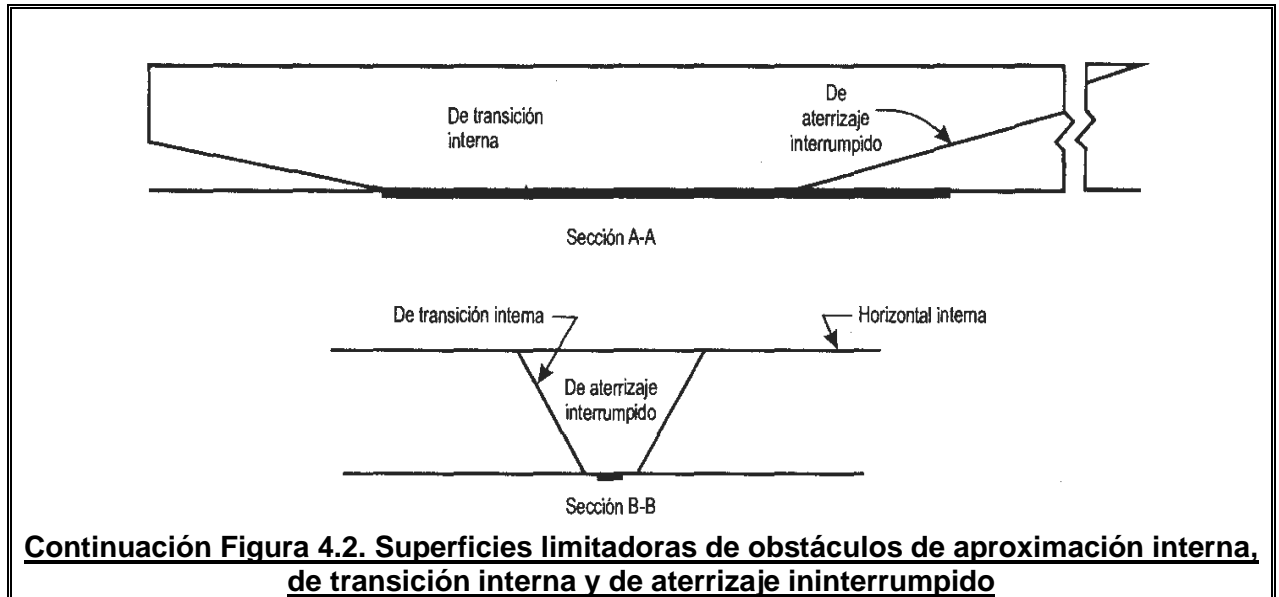 De transición
interna
De
aterrizaje
interrumpido
Sección A-A
De transición interna
Horizontal interna
De aterrizaje
interrumpido
Sección B-B
Continuación Figura 4.2. Superficies limitadoras de obstáculos de aproximación interna,
de transición interna y de aterrizaje ininterrumpido